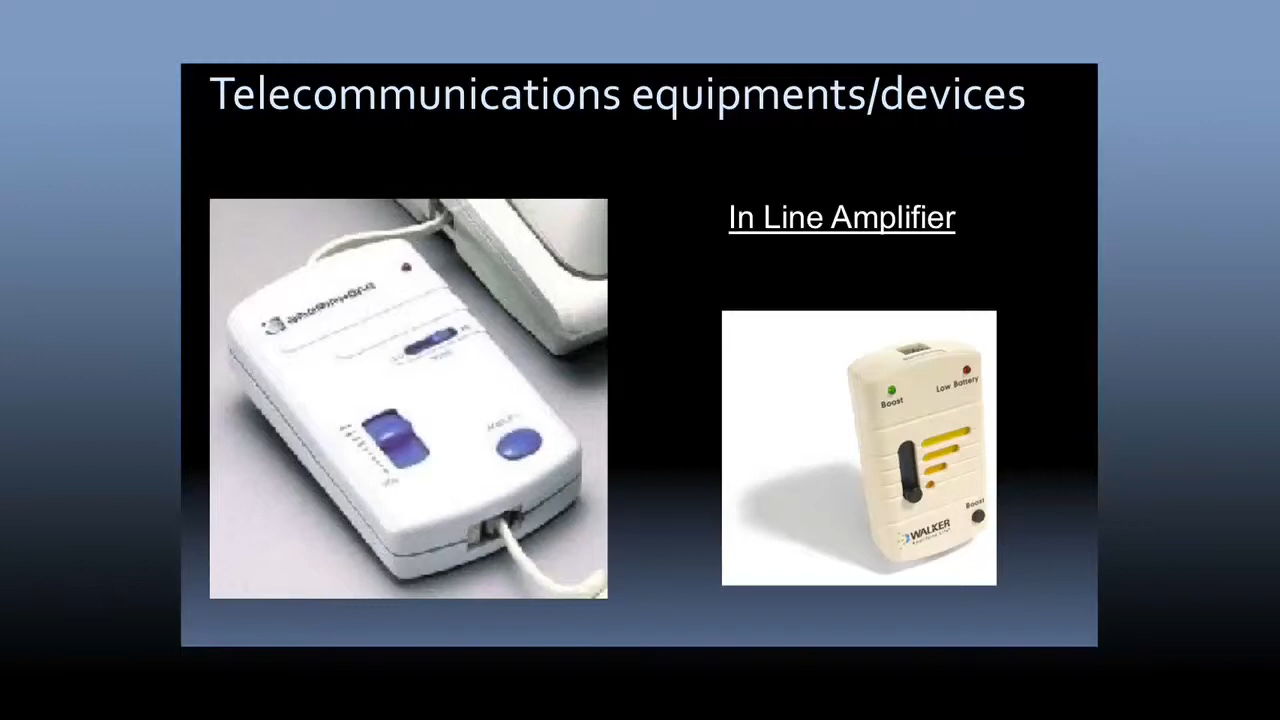 Telecommunications equipments/devices
In Line Amplifier
Low Battery
Boost
Boost
WALKER